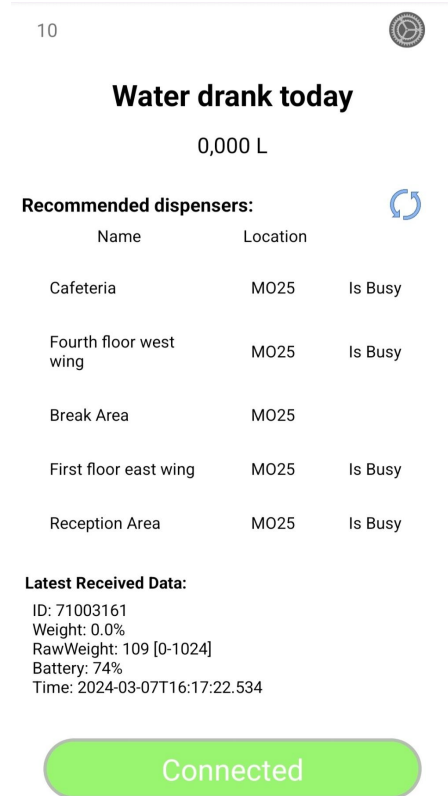 10
Water drank today
0,000 L
Recommended dispensers:
Name Location
Cafeteria MO25 Is Busy
Fourth floor west
wing MO25 Is Busy
Break Area MO25
First floor east wing MO25 Is Busy
Reception Area MO25 Is Busy
Latest Received Data:
ID: 71003161
Weight: 0.0%
RawWeight: 109 [0-1024]
Battery: 74%
Time: 2024-03-07T16:17:22.534
Connected